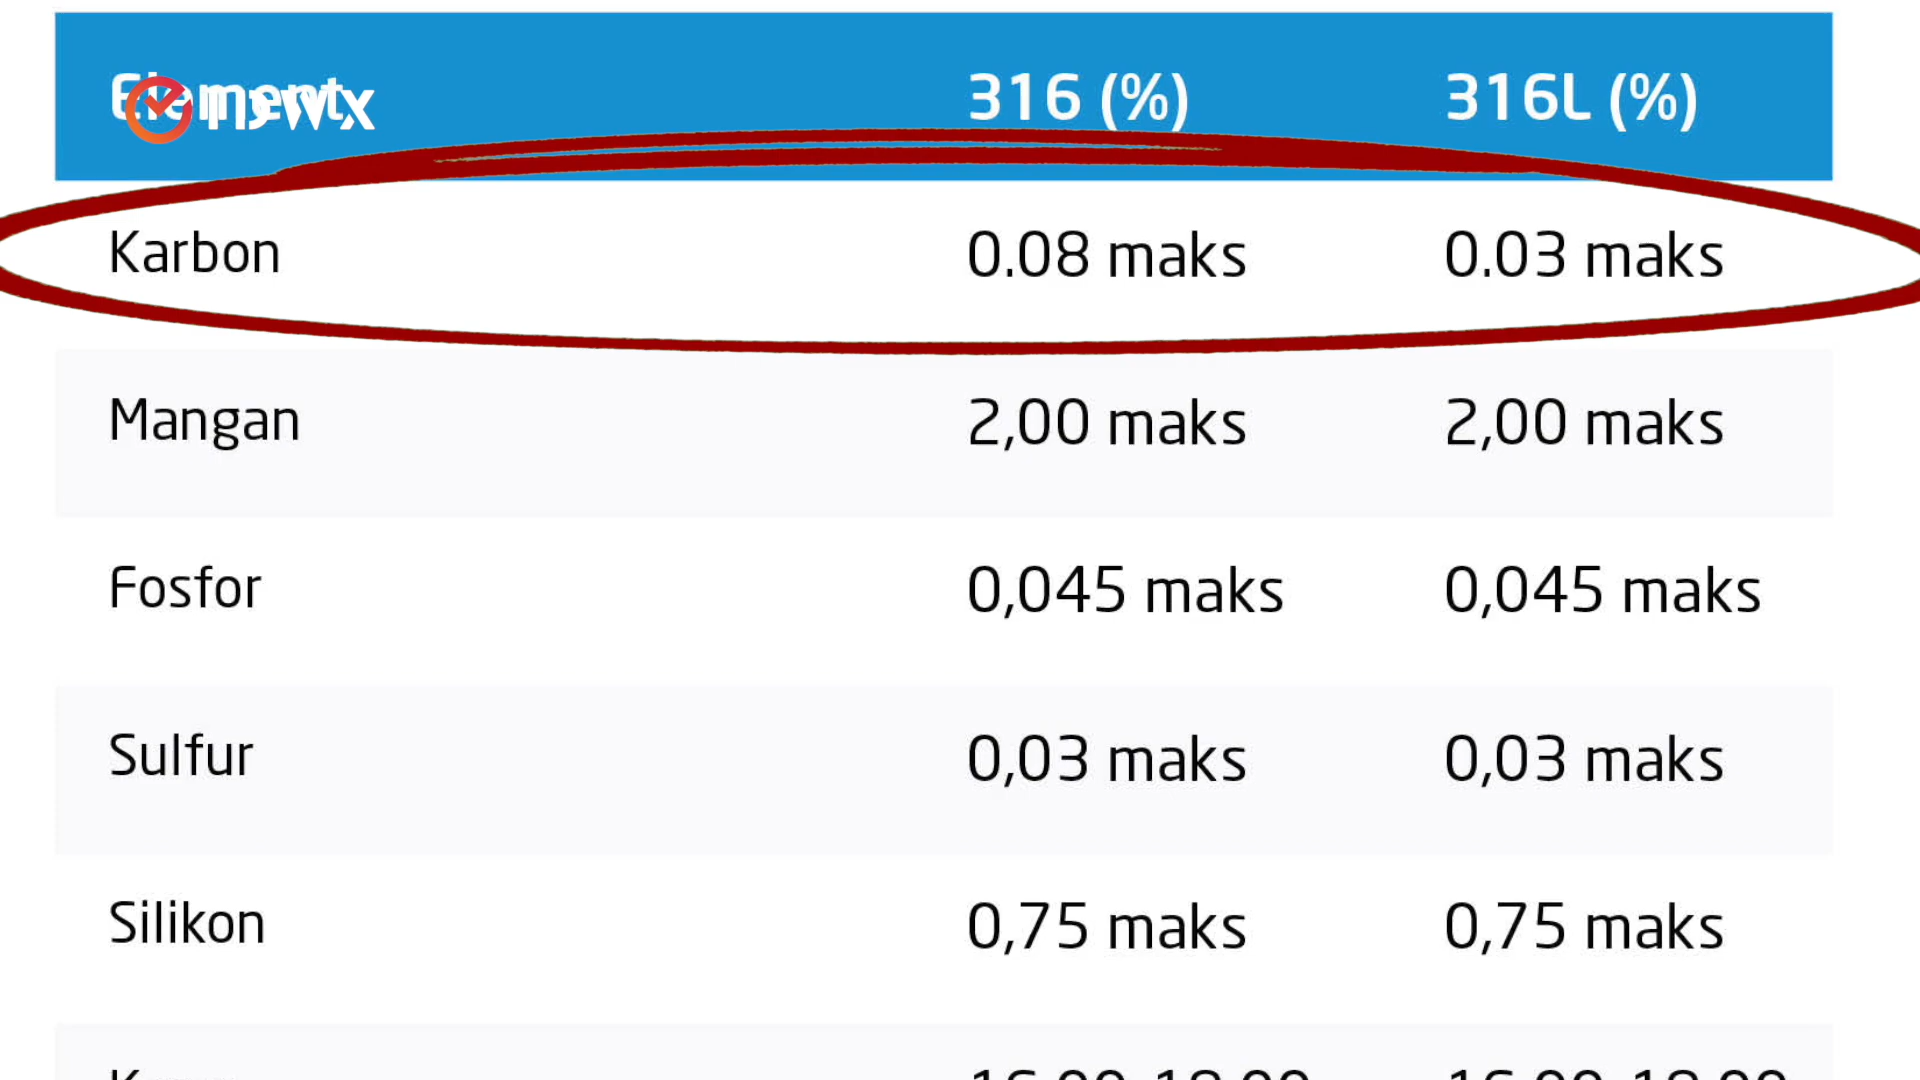 Element 316 (%) 316L (%)
Karbon 0.08 maks 0.03 maks
Mangan 2,00 maks 2,00 maks
Fosfor 0,045 maks 0,045 maks
Sulfur 0,03 maks 0,03 maks
Silikon 0,75 maks 0,75 maks